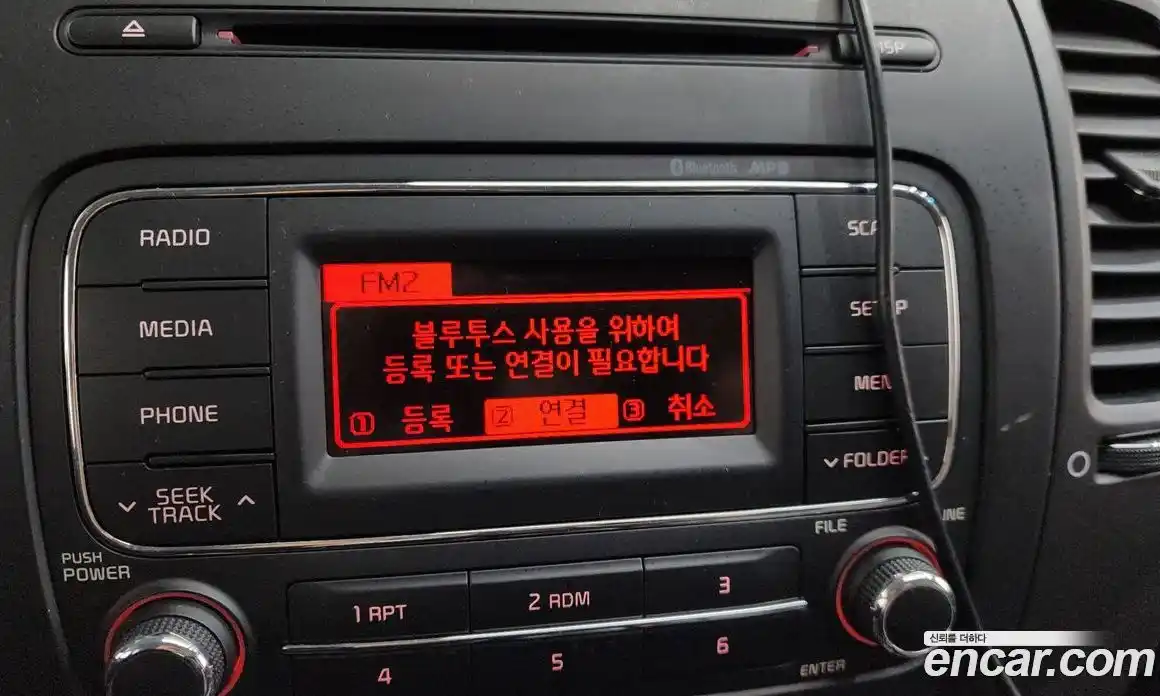 Bluetooth MP3
RADIO
MEDIA
PHONE
SEEK
TRACK
FM2
블루투스 사용을 위하여
등록 또는 연결이 필요합니다
1 등록 2 연결 3 취소
FOLDER
PUSH
POWER
FILE
1 RPT
2 RDM
3
4
5
6
ENTER
신뢰를 더하다
encar.com